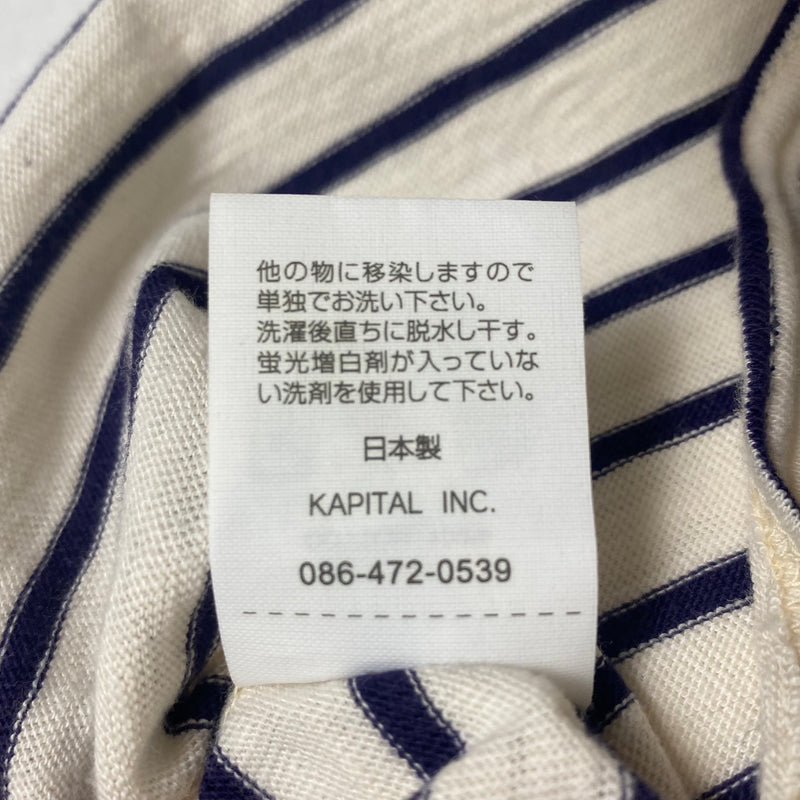 他の物に移染しますので
単独でお洗い下さい。
洗濯後直ちに脱水し干す。
蛍光増白剤が入っていな
い洗剤を使用して下さい。
日本製
KAPITAL INC.
086-472-0539